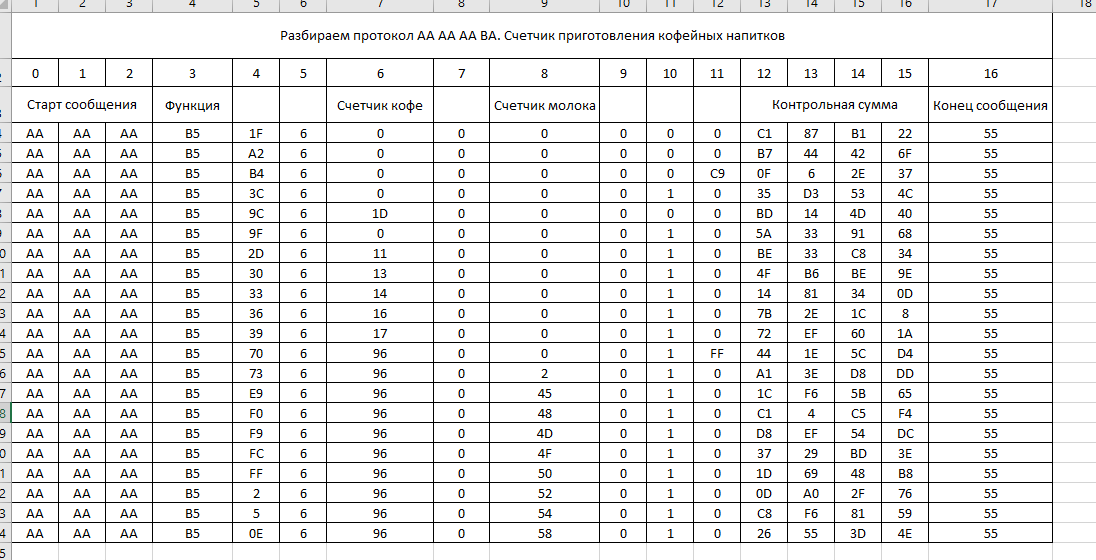 1 2 3 4 5 6 7 8 9 10 11 12 13 14 15 16 17 18
Разбираем протокол AA AA AA BA. Счетчик приготовления кофейных напитков
0 1 2 3 4 5 6 7 8 9 10 11 12 13 14 15 16
Старт сообщения Функция Счетчик кофе Счетчик молока Контрольная сумма Конец сообщения
AA AA AA B5 1F 6 0 0 0 0 0 0 C1 87 B1 22 55
AA AA AA B5 A2 6 0 0 0 0 0 0 B7 44 42 6F 55
AA AA AA B5 B4 6 0 0 0 0 0 C9 0F 6 2E 37 55
AA AA AA B5 3C 6 0 0 0 0 1 0 35 D3 53 4C 55
AA AA AA B5 9C 6 1D 0 0 0 0 0 BD 14 4D 40 55
AA AA AA B5 9F 6 0 0 0 0 1 0 5A 33 91 68 55
AA AA AA B5 2D 6 11 0 0 0 1 0 BE 33 C8 34 55
AA AA AA B5 30 6 13 0 0 0 1 0 4F B6 BE 9E 55
AA AA AA B5 33 6 14 0 0 0 1 0 14 81 34 0D 55
AA AA AA B5 36 6 16 0 0 0 1 0 7B 2E 1C 8 55
AA AA AA B5 39 6 17 0 0 0 1 0 72 EF 60 1A 55
AA AA AA B5 70 6 96 0 0 0 1 FF 44 1E 5C D4 55
AA AA AA B5 73 6 96 0 2 0 1 0 A1 3E D8 DD 55
AA AA AA B5 E9 6 96 0 45 0 1 0 1C F6 5B 65 55
AA AA AA B5 F0 6 96 0 48 0 1 0 C1 4 C5 F4 55
AA AA AA B5 F9 6 96 0 4D 0 1 0 D8 EF 54 DC 55
AA AA AA B5 FC 6 96 0 4F 0 1 0 37 29 BD 3E 55
AA AA AA B5 FF 6 96 0 50 0 1 0 1D 69 48 B8 55
AA AA AA B5 2 6 96 0 52 0 1 0 0D A0 2F 76 55
AA AA AA B5 5 6 96 0 54 0 1 0 C8 F6 81 59 55
AA AA AA B5 0E 6 96 0 58 0 1 0 26 55 3D 4E 55